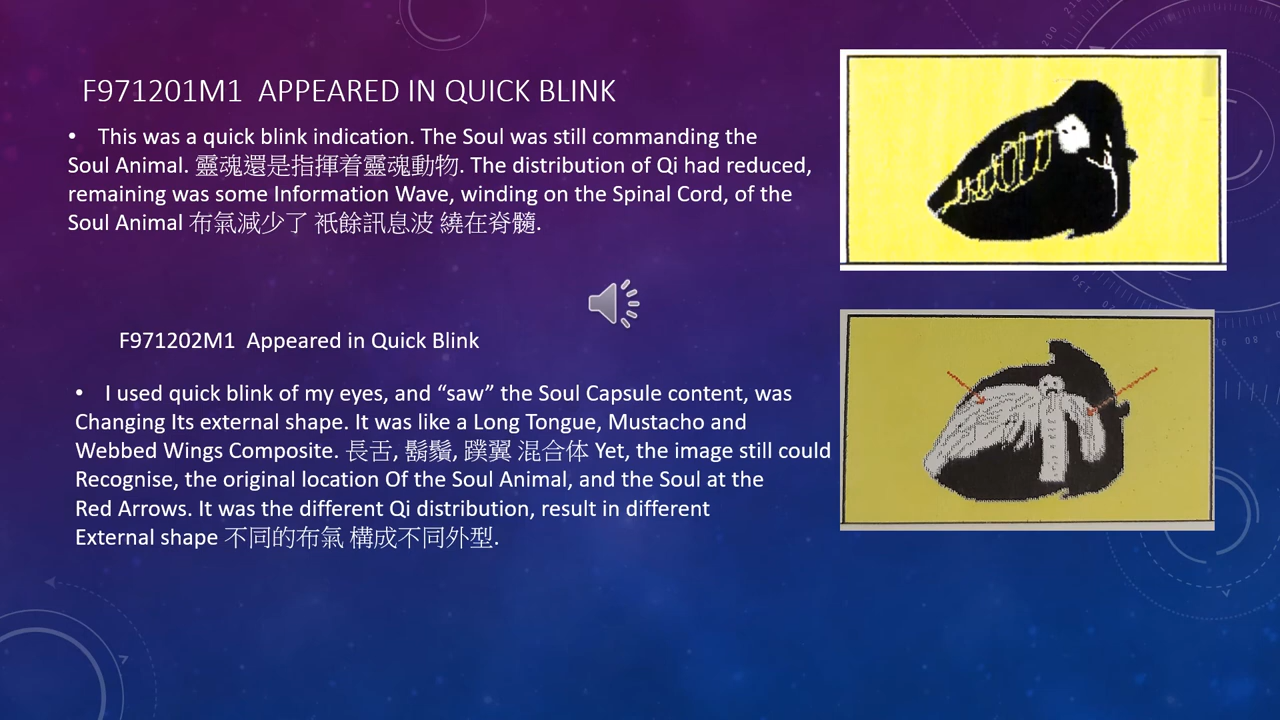 F971201M1 APPEARED IN QUICK BLINK
• This was a quick blink indication. The Soul was still commanding the
Soul Animal. 靈魂還是指揮着靈魂動物. The distribution of Qi had reduced,
remaining was some Information Wave, winding on the Spinal Cord, of the
Soul Animal 布氣減少了 祇餘訊息波 繞在脊髓.
F971202M1 Appeared in Quick Blink
• I used quick blink of my eyes, and “saw” the Soul Capsule content, was
Changing Its external shape. It was like a Long Tongue, Mustacho and
Webbed Wings Composite. 長舌, 鬍鬚, 蹼翼 混合体 Yet, the image still could
Recognise, the original location Of the Soul Animal, and the Soul at the
Red Arrows. It was the different Qi distribution, result in different
External shape 不同的布氣 構成不同外型.